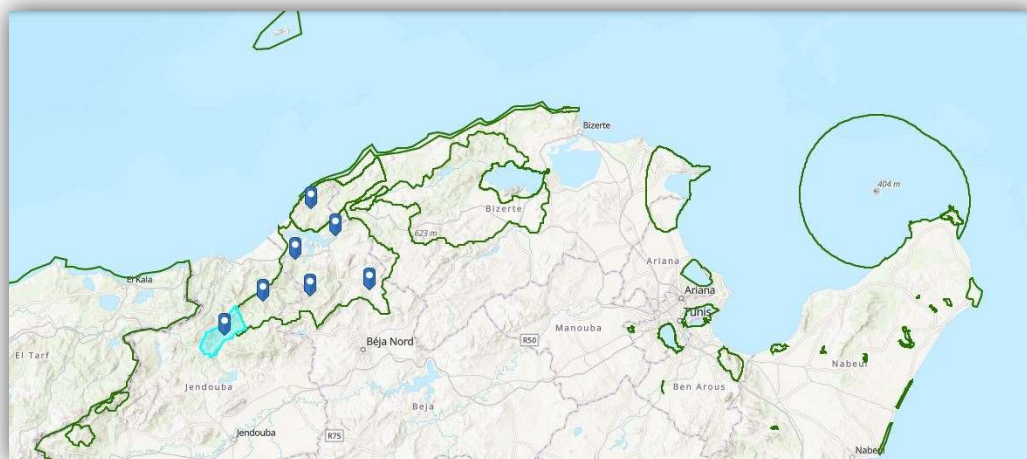 Bizerte
404 m
Bizerte
623 m
El Kala
Ariana
Ariana
Tunis
El Tarf
Manouba
R50
Béja Nord
Nabeul
Jendouba
Beja
Ben Arous
Jendouba
R75
Nabeul